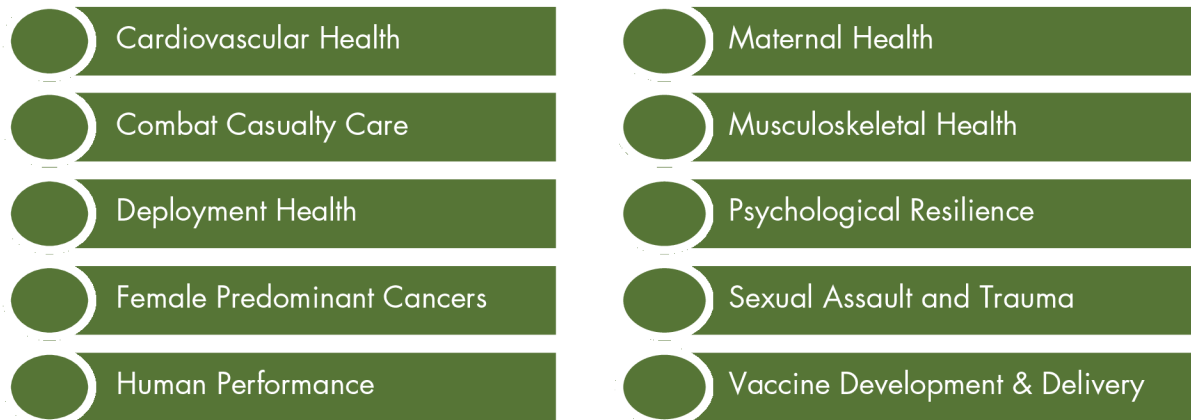 Cardiovascular Health
Combat Casualty Care
Deployment Health
Female Predominant Cancers
Human Performance
Maternal Health
Musculoskeletal Health
Psychological Resilience
Sexual Assault and Trauma
Vaccine Development & Delivery